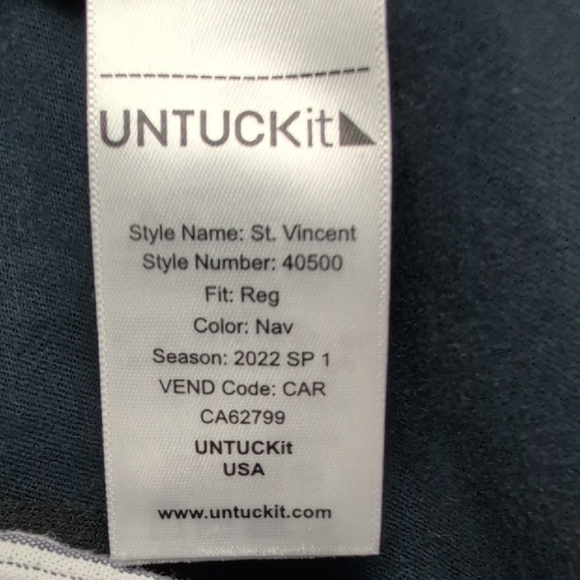 UNTUCKit
Style Name: St. Vincent
Style Number: 40500
Fit: Reg
Color: Nav
Season: 2022 SP 1
VEND Code: CAR
CA62799
UNTUCKit
USA
www.untuckit.com